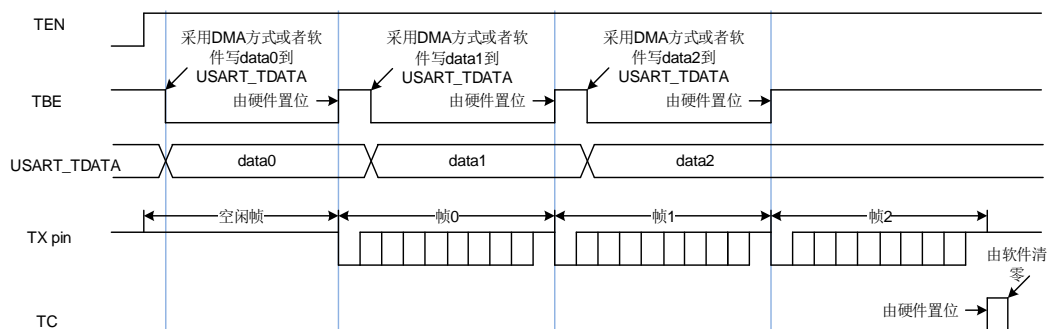 TEN
采用DMA方式或者软
件写data0到
USART_TDATA
采用DMA方式或者软
件写data1到
USART_TDATA
采用DMA方式或者软
件写data2到
USART_TDATA
TBE
由硬件置位
由硬件置位
由硬件置位
USART_TDATA
data0
data1
data2
空闲帧
帧0
帧1
帧2
TX pin
由软件清
零
由硬件置位
TC